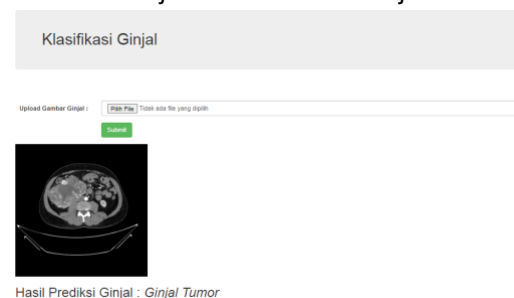 Klasifikasi Ginjal
Upload Gambar Ginjal : Pilih File Tidak ada file yang dipilih
Submit
Hasil Prediksi Ginjal : Ginjal Tumor